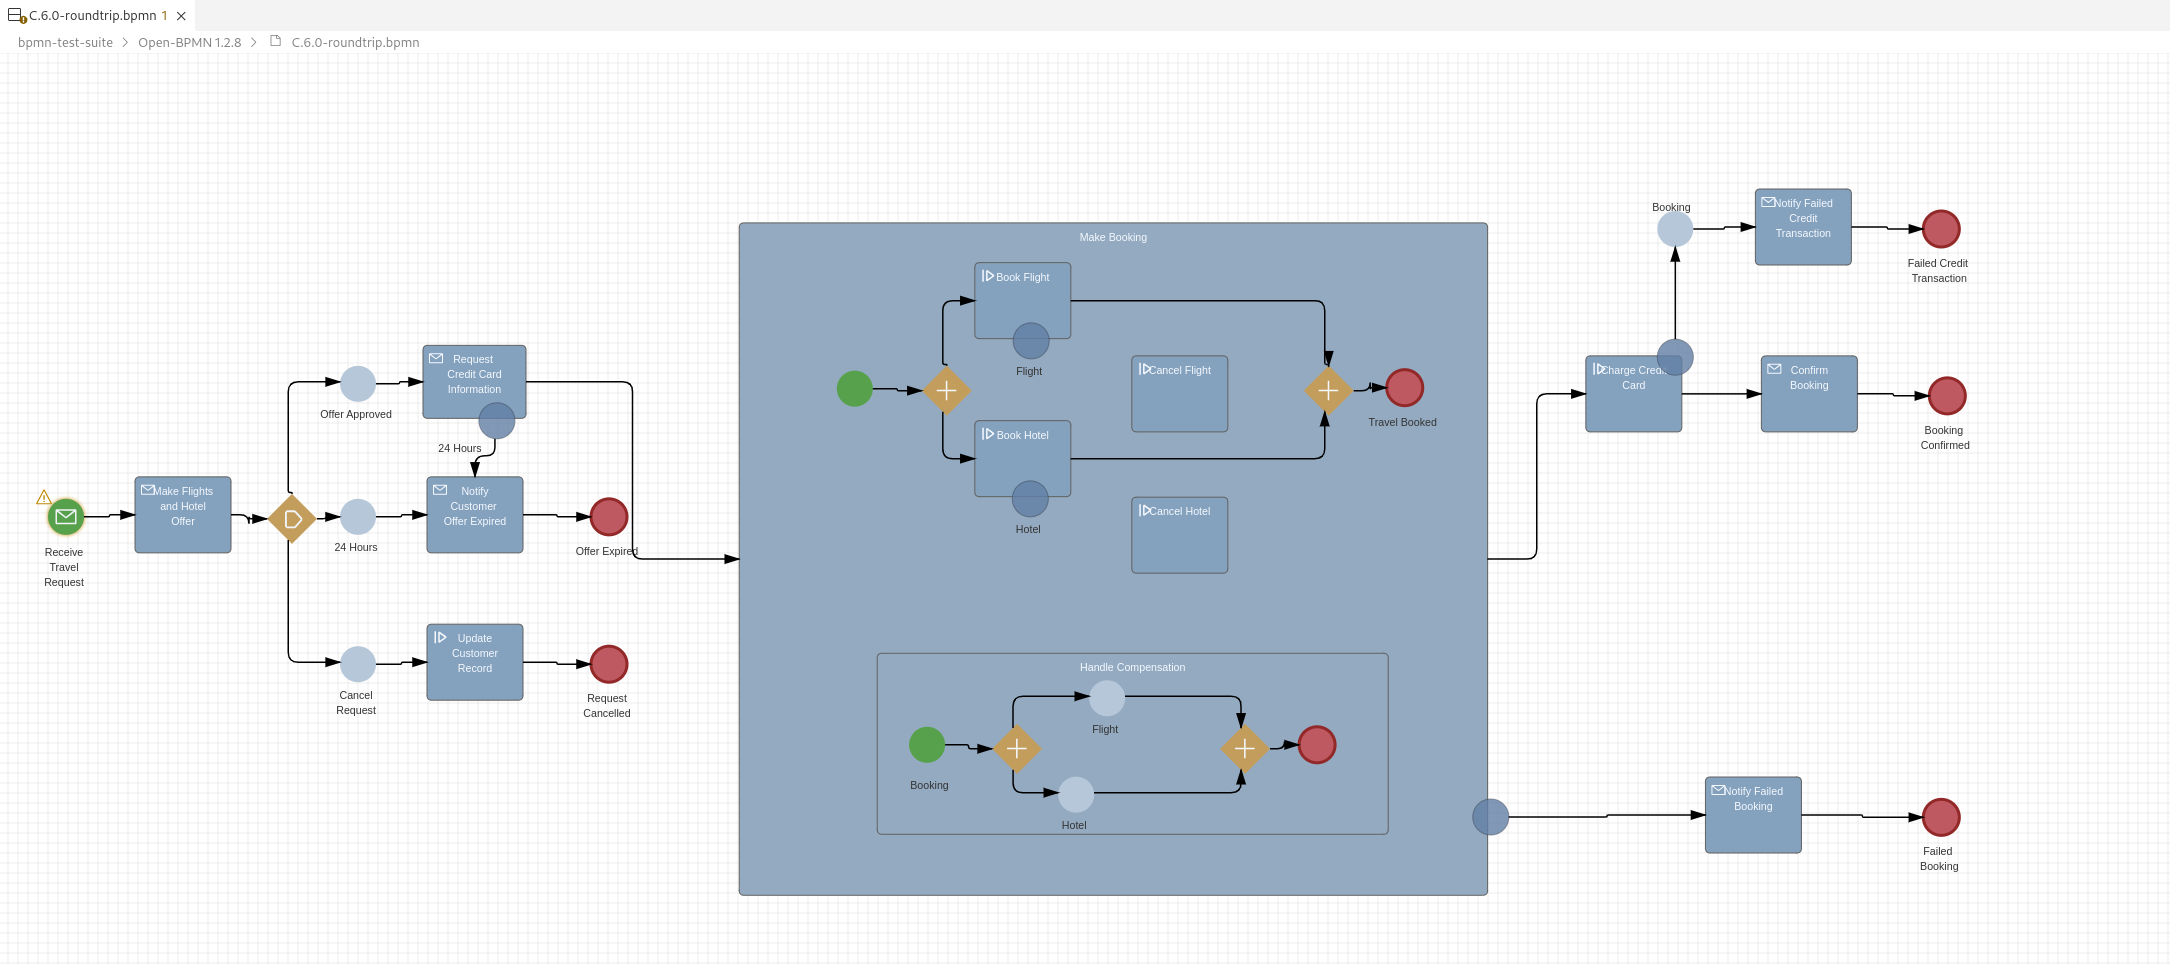 C.6.0-roundtrip.bpmn 1
bpmn-test-suite > Open-BPMN 1.2.8 > C.6.0-roundtrip.bpmn
Receive
Travel
Request
Make Flights
and Hotel
Offer
Offer Approved
Request
Credit Card
Information
24 Hours
24 Hours
Notify
Customer
Offer Expired
Offer Expired
Cancel
Request
Update
Customer
Record
Request
Cancelled
Make Booking
Book Flight
Flight
Book Hotel
Hotel
Cancel Flight
Cancel Hotel
Travel Booked
Handle Compensation
Booking
Flight
Hotel
Booking
Notify Failed
Credit
Transaction
Failed Credit
Transaction
Charge Credit
Card
Confirm
Booking
Booking
Confirmed
Notify Failed
Booking
Failed
Booking